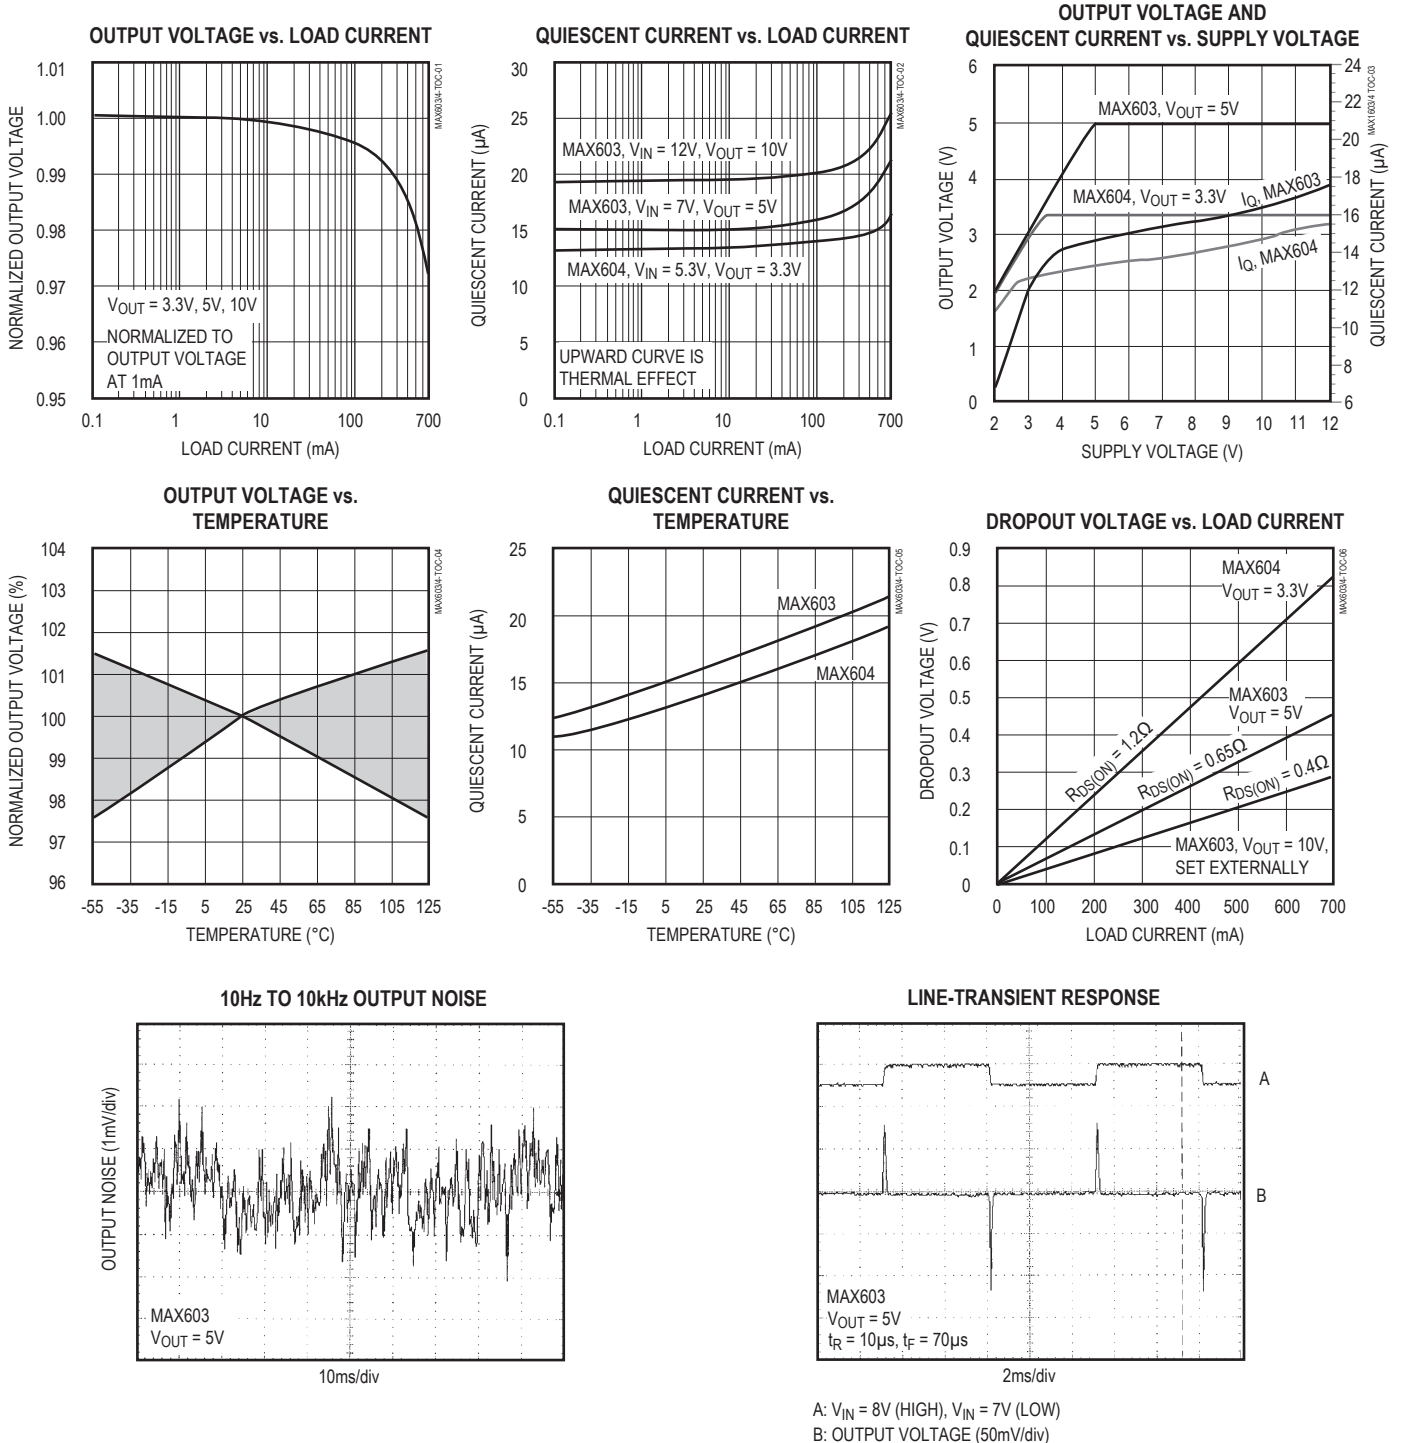 OUTPUT VOLTAGE vs. LOAD CURRENT
1.01
1.00
0.99
0.98
0.97
0.96
0.95
NORMALIZED OUTPUT VOLTAGE
MAX603/4-TOC-01
VOUT = 3.3V, 5V, 10V
NORMALIZED TO
OUTPUT VOLTAGE
AT 1mA
0.1 1 10 100 700
LOAD CURRENT (mA)
QUIESCENT CURRENT vs. LOAD CURRENT
30
25
20
15
10
5
0
QUIESCENT CURRENT (µA)
MAX603/4-TOC-02
MAX603, VIN = 12V, VOUT = 10V
MAX603, VIN = 7V, VOUT = 5V
MAX604, VIN = 5.3V, VOUT = 3.3V
UPWARD CURVE IS
THERMAL EFFECT
0.1 1 10 100 700
LOAD CURRENT (mA)
OUTPUT VOLTAGE AND
QUIESCENT CURRENT vs. SUPPLY VOLTAGE
6
5
4
3
2
1
0
OUTPUT VOLTAGE (V)
24
22
20
18
16
14
12
10
8
6
QUIESCENT CURRENT (µA)
MAX1603/4 TOC-03
MAX603, VOUT = 5V
MAX604, VOUT = 3.3V
IQ, MAX603
IQ, MAX604
2 3 4 5 6 7 8 9 10 11 12
SUPPLY VOLTAGE (V)
OUTPUT VOLTAGE vs.
TEMPERATURE
104
103
102
101
100
99
98
97
96
NORMALIZED OUTPUT VOLTAGE (%)
MAX603/4-TOC-04
-55 -35 -15 5 25 45 65 85 105 125
TEMPERATURE (°C)
QUIESCENT CURRENT vs.
TEMPERATURE
25
20
15
10
5
0
QUIESCENT CURRENT (µA)
MAX603/4-TOC-05
MAX603
MAX604
-55 -35 -15 5 25 45 65 85 105 125
TEMPERATURE (°C)
DROPOUT VOLTAGE vs. LOAD CURRENT
0.9
0.8
0.7
0.6
0.5
0.4
0.3
0.2
0.1
0
DROPOUT VOLTAGE (V)
MAX603/4-TOC-06
MAX604
VOUT = 3.3V
MAX603
VOUT = 5V
RDS(ON) = 1.2Ω
RDS(ON) = 0.65Ω
RDS(ON) = 0.4Ω
MAX603, VOUT = 10V,
SET EXTERNALLY
0 100 200 300 400 500 600 700
LOAD CURRENT (mA)
10Hz TO 10kHz OUTPUT NOISE
OUTPUT NOISE (1mV/div)
MAX603
VOUT = 5V
10ms/div
LINE-TRANSIENT RESPONSE
A
B
MAX603
VOUT = 5V
tR = 10µs, tF = 70µs
2ms/div
A: VIN = 8V (HIGH), VIN = 7V (LOW)
B: OUTPUT VOLTAGE (50mV/div)